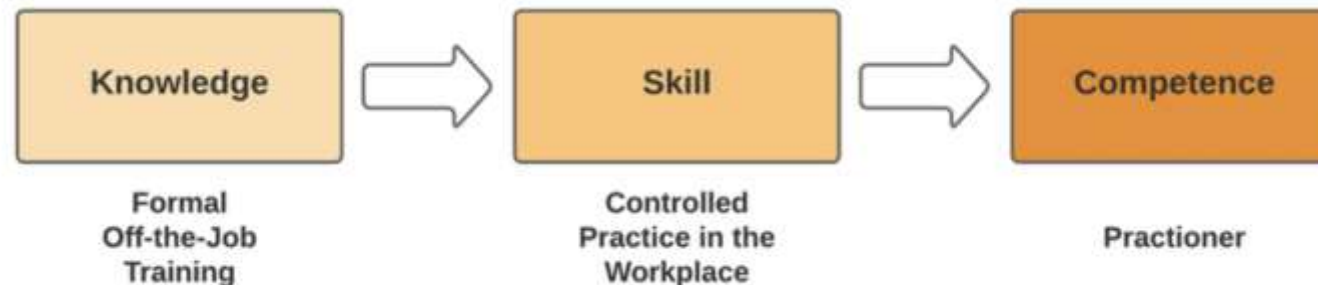 Knowledge
Skill
Competence
Formal
Off-the-Job
Training
Controlled
Practice in the
Workplace
Practioner